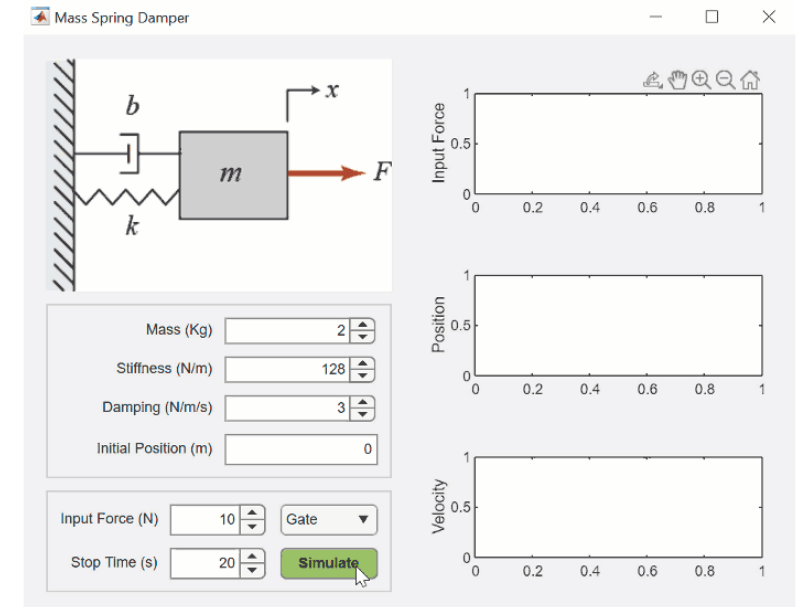 Mass Spring Damper
b
x
m
F
k
Mass (Kg) 2
Stiffness (N/m) 128
Damping (N/m/s) 3
Initial Position (m) 0
Input Force (N) 10 Gate
Stop Time (s) 20 Simulate
Input Force
1
0.5
0
0 0.2 0.4 0.6 0.8 1
Position
1
0.5
0
0 0.2 0.4 0.6 0.8 1
Velocity
1
0.5
0
0 0.2 0.4 0.6 0.8 1